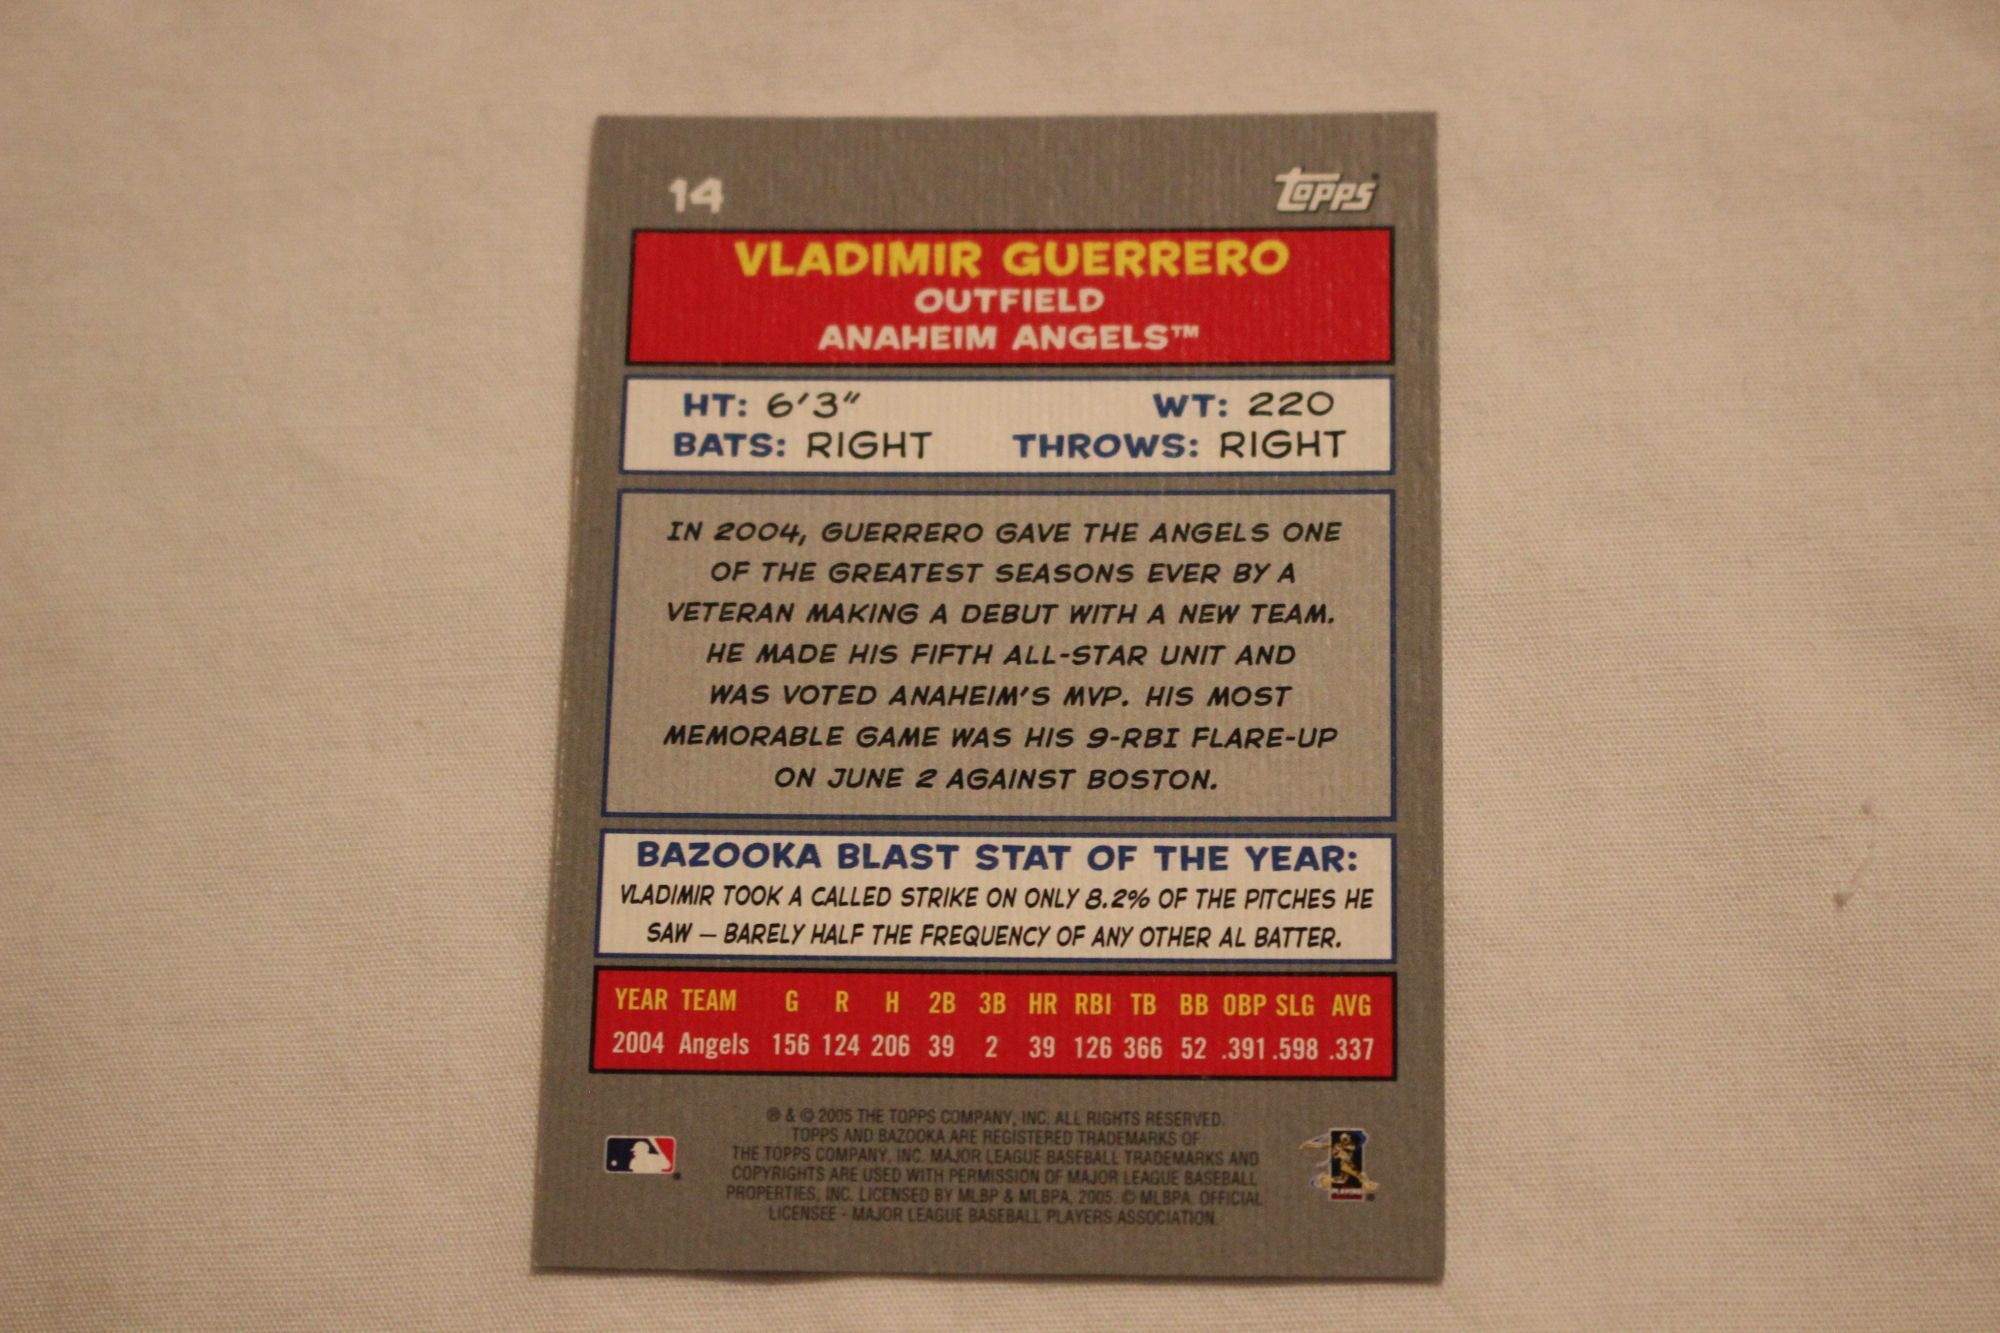 14
TOPPS
VLADIMIR GUERRERO
OUTFIELD
ANAHEIM ANGELS™
HT: 6'3" WT: 220
BATS: RIGHT THROWS: RIGHT
IN 2004, GUERRERO GAVE THE ANGELS ONE
OF THE GREATEST SEASONS EVER BY A
VETERAN MAKING A DEBUT WITH A NEW TEAM.
HE MADE HIS FIFTH ALL-STAR UNIT AND
WAS VOTED ANAHEIM'S MVP. HIS MOST
MEMORABLE GAME WAS HIS 9-RBI FLARE-UP
ON JUNE 2 AGAINST BOSTON.
BAZOOKA BLAST STAT OF THE YEAR:
VLADIMIR TOOK A CALLED STRIKE ON ONLY 8.2% OF THE PITCHES HE
SAW – BARELY HALF THE FREQUENCY OF ANY OTHER AL BATTER.
YEAR TEAM G R H 2B 3B HR RBI TB BB OBP SLG AVG
2004 Angels 156 124 206 39 2 39 126 366 52 .391 .598 .337
® & © 2005 THE TOPPS COMPANY, INC. ALL RIGHTS RESERVED.
TOPPS AND BAZOOKA ARE REGISTERED TRADEMARKS OF
THE TOPPS COMPANY, INC. MAJOR LEAGUE BASEBALL TRADEMARKS AND
COPYRIGHTS ARE USED WITH PERMISSION OF MAJOR LEAGUE BASEBALL
PROPERTIES, INC. LICENSED BY MLBP & MLBPA, 2005. © MLBPA. OFFICIAL
LICENSEE - MAJOR LEAGUE BASEBALL PLAYERS ASSOCIATION.